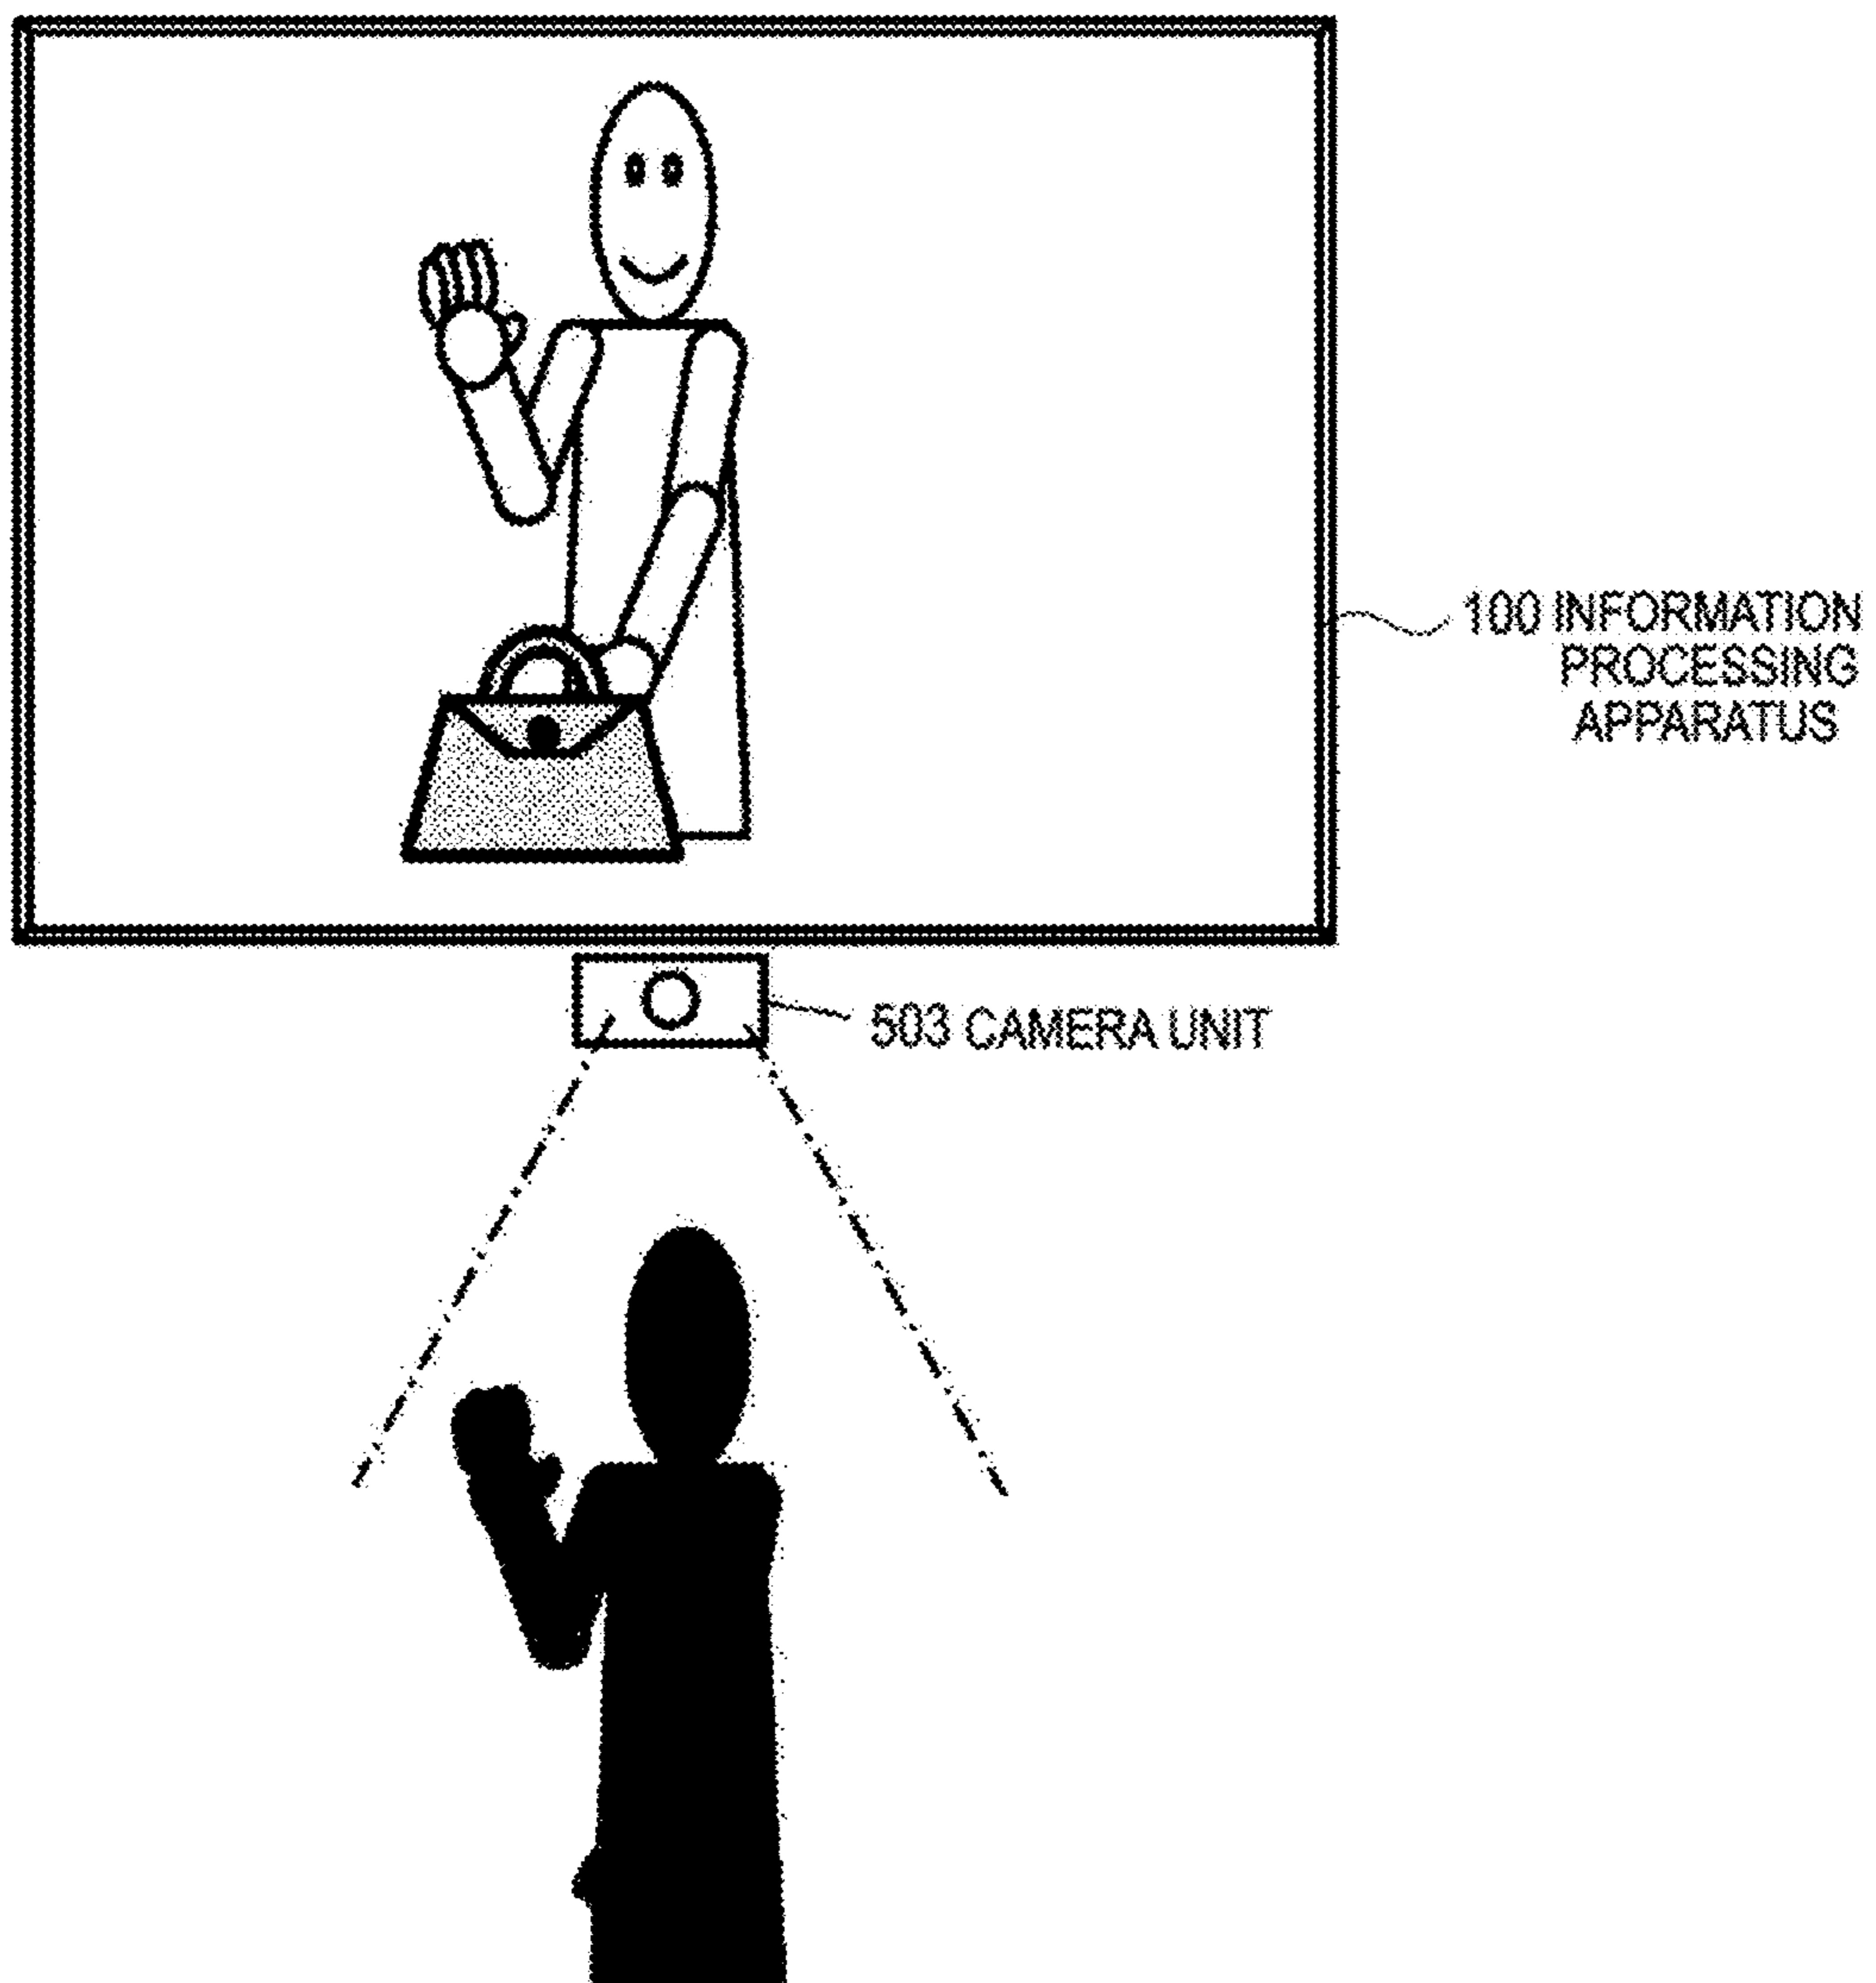 100 INFORMATION
PROCESSING
APPARATUS
503 CAMERA UNIT